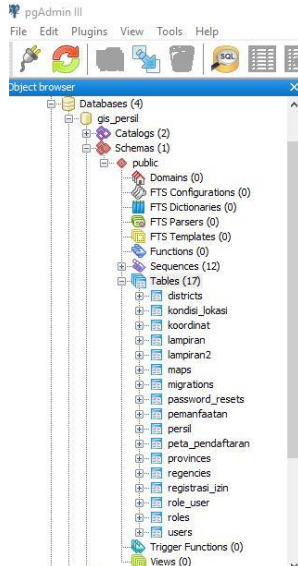 pgAdmin III
File Edit Plugins View Tools Help
SQL
Object browser
Databases (4)
gis_persil
Catalogs (2)
Schemas (1)
public
Domains (0)
FTS Configurations (0)
FTS Dictionaries (0)
FTS Parsers (0)
FTS Templates (0)
Functions (0)
Sequences (12)
Tables (17)
districts
kondisi_lokasi
koordinat
lampiran
lampiran2
maps
migrations
password_resets
pemanfaatan
persil
peta_pendaftaran
provinces
regencies
registrasi_izin
role_user
roles
users
Trigger Functions (0)
Views (0)